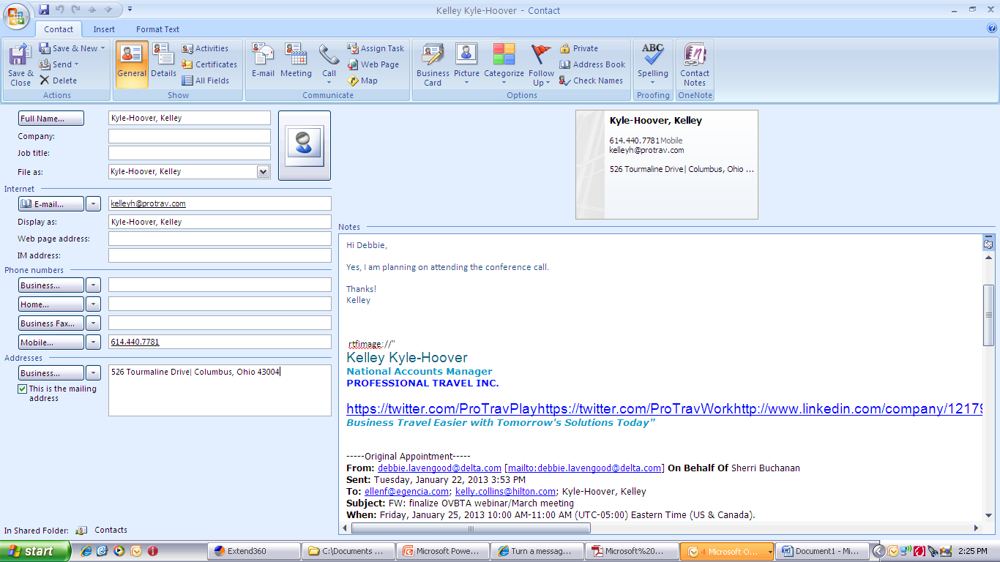 Kelley Kyle-Hoover - Contact
Contact Insert Format Text
Save & Close
Save & New
Send
Delete
Actions
General
Details
Activities
Certificates
All Fields
Show
E-mail
Meeting
Call
Assign Task
Web Page
Map
Communicate
Business Card
Picture
Categorize
Follow Up
Private
Address Book
Check Names
Options
ABC
Spelling
Proofing
Contact Notes
OneNote
Full Name... Kyle-Hoover, Kelley
Company:
Job title:
File as: Kyle-Hoover, Kelley
Internet
E-mail... kelleyh@protrav.com
Display as: Kyle-Hoover, Kelley
Web page address:
IM address:
Phone numbers
Business...
Home...
Business Fax...
Mobile... 614.440.7781
Addresses
Business... 526 Tourmaline Drive| Columbus, Ohio 43004
This is the mailing
address
Kyle-Hoover, Kelley
614.440.7781 Mobile
kelleyh@protrav.com
526 Tourmaline Drive| Columbus, Ohio ...
Notes
Hi Debbie,
Yes, I am planning on attending the conference call.
Thanks!
Kelley
rtfimage://"
Kelley Kyle-Hoover
National Accounts Manager
PROFESSIONAL TRAVEL INC.
https://twitter.com/ProTravPlayhttps://twitter.com/ProTravWorkhttp://www.linkedin.com/company/12179
Business Travel Easier with Tomorrow's Solutions Today"
-----Original Appointment-----
From: debbie.lavengood@delta.com [mailto:debbie.lavengood@delta.com] On Behalf Of Sherri Buchanan
Sent: Tuesday, January 22, 2013 3:53 PM
To: ellenf@egencia.com; kelly.collins@hilton.com; Kyle-Hoover, Kelley
Subject: FW: finalize OVBTA webinar/March meeting
When: Friday, January 25, 2013 10:00 AM-11:00 AM (UTC-05:00) Eastern Time (US & Canada).
In Shared Folder: Contacts
start
Extend360
C:\Documents ...
Microsoft Powe...
Turn a messag...
Microsoft%20...
4 Microsoft O...
Document1 - Mi...
2:25 PM